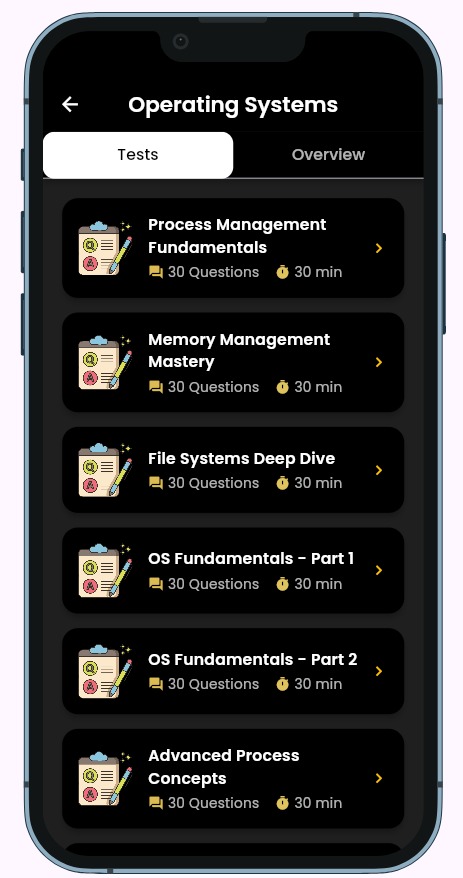 Operating Systems
Tests
Overview
Process Management
Fundamentals
30 Questions 30 min
Memory Management
Mastery
30 Questions 30 min
File Systems Deep Dive
30 Questions 30 min
OS Fundamentals - Part 1
30 Questions 30 min
OS Fundamentals - Part 2
30 Questions 30 min
Advanced Process
Concepts
30 Questions 30 min